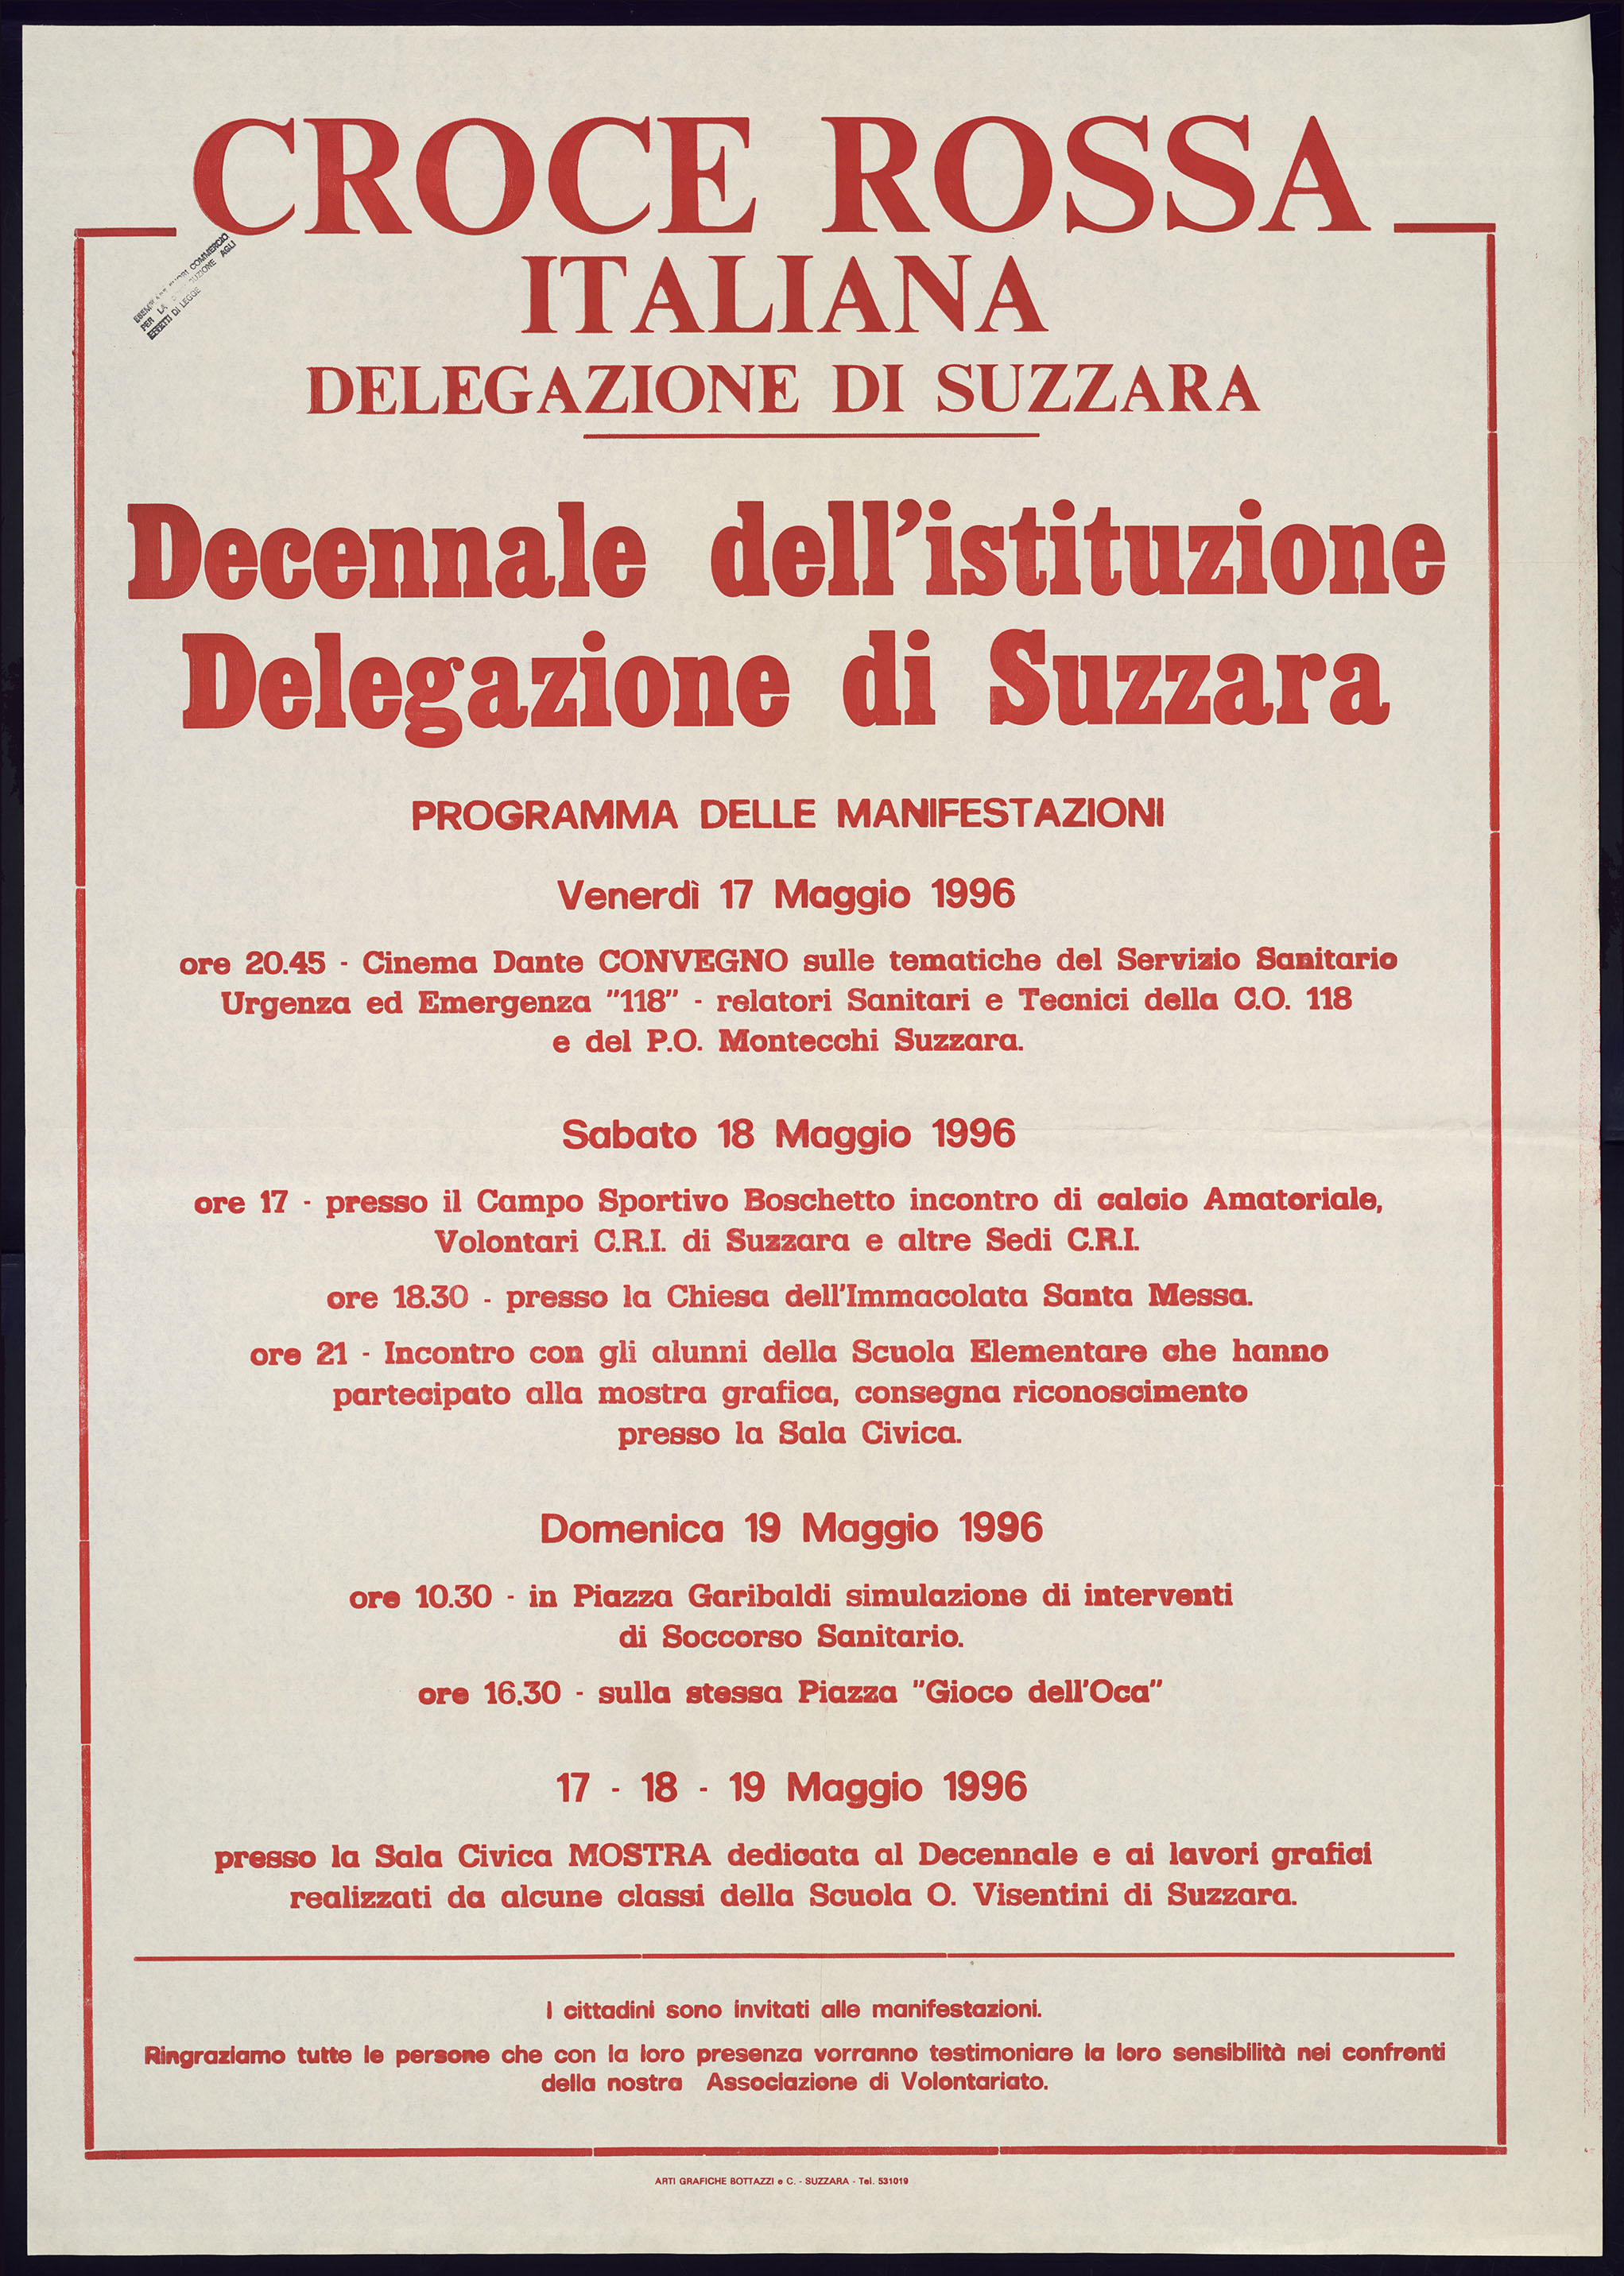 CROCE ROSSA
ITALIANA
DELEGAZIONE DI SUZZARA
COMMERCIO
PER LA AGLI
EFFETTI DI LEGGE
Decennale dell'istituzione
Delegazione di Suzzara
PROGRAMMA DELLE MANIFESTAZIONI
Venerdì 17 Maggio 1996
ore 20.45 - Cinema Dante CONVEGNO sulle tematiche del Servizio Sanitario
Urgenza ed Emergenza "118" - relatori Sanitari e Tecnici della C.O. 118
e del P.O. Montecchi Suzzara.
Sabato 18 Maggio 1996
ore 17 - presso il Campo Sportivo Boschetto incontro di calcio Amatoriale,
Volontari C.R.I. di Suzzara e altre Sedi C.R.I.
ore 18.30 - presso la Chiesa dell'Immacolata Santa Messa.
ore 21 - Incontro con gli alunni della Scuola Elementare che hanno
partecipato alla mostra grafica, consegna riconoscimento
presso la Sala Civica.
Domenica 19 Maggio 1996
ore 10.30 - in Piazza Garibaldi simulazione di interventi
di Soccorso Sanitario.
ore 16.30 - sulla stessa Piazza "Gioco dell'Oca"
17 - 18 - 19 Maggio 1996
presso la Sala Civica MOSTRA dedicata al Decennale e ai lavori grafici
realizzati da alcune classi della Scuola O. Visentini di Suzzara.
I cittadini sono invitati alle manifestazioni.
Ringraziamo tutte le persone che con la loro presenza vorranno testimoniare la loro sensibilità nei confronti
della nostra Associazione di Volontariato.
ARTI GRAFICHE BOTTAZZI e C. - SUZZARA - Tel. 531019